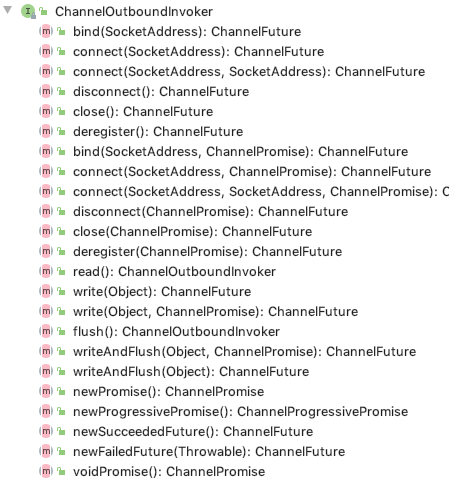 ChannelOutboundInvoker
bind(SocketAddress): ChannelFuture
connect(SocketAddress): ChannelFuture
connect(SocketAddress, SocketAddress): ChannelFuture
disconnect(): ChannelFuture
close(): ChannelFuture
deregister(): ChannelFuture
bind(SocketAddress, ChannelPromise): ChannelFuture
connect(SocketAddress, ChannelPromise): ChannelFuture
connect(SocketAddress, SocketAddress, ChannelPromise): C
disconnect(ChannelPromise): ChannelFuture
close(ChannelPromise): ChannelFuture
deregister(ChannelPromise): ChannelFuture
read(): ChannelOutboundInvoker
write(Object): ChannelFuture
write(Object, ChannelPromise): ChannelFuture
flush(): ChannelOutboundInvoker
writeAndFlush(Object, ChannelPromise): ChannelFuture
writeAndFlush(Object): ChannelFuture
newPromise(): ChannelPromise
newProgressivePromise(): ChannelProgressivePromise
newSucceededFuture(): ChannelFuture
newFailedFuture(Throwable): ChannelFuture
voidPromise(): ChannelPromise